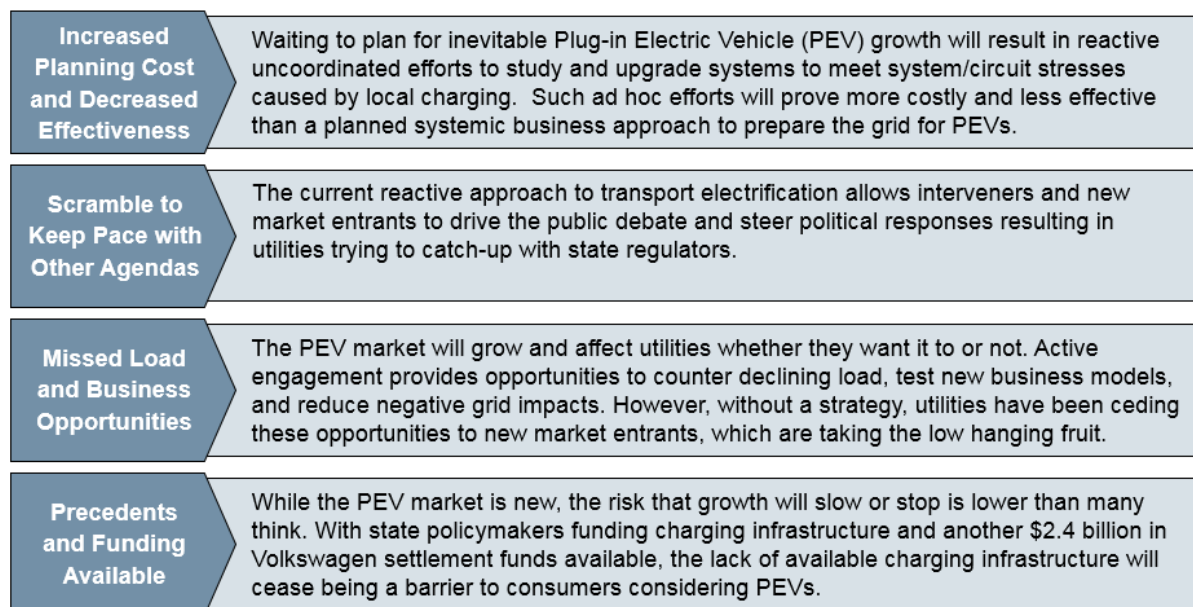 Increased
Planning Cost
and Decreased
Effectiveness
Waiting to plan for inevitable Plug-in Electric Vehicle (PEV) growth will result in reactive
uncoordinated efforts to study and upgrade systems to meet system/circuit stresses
caused by local charging.  Such ad hoc efforts will prove more costly and less effective
than a planned systemic business approach to prepare the grid for PEVs.
Scramble to
Keep Pace with
Other Agendas
The current reactive approach to transport electrification allows interveners and new
market entrants to drive the public debate and steer political responses resulting in
utilities trying to catch-up with state regulators.
Missed Load
and Business
Opportunities
The PEV market will grow and affect utilities whether they want it to or not. Active
engagement provides opportunities to counter declining load, test new business models,
and reduce negative grid impacts. However, without a strategy, utilities have been ceding
these opportunities to new market entrants, which are taking the low hanging fruit.
Precedents
and Funding
Available
While the PEV market is new, the risk that growth will slow or stop is lower than many
think. With state policymakers funding charging infrastructure and another $2.4 billion in
Volkswagen settlement funds available, the lack of available charging infrastructure will
cease being a barrier to consumers considering PEVs.